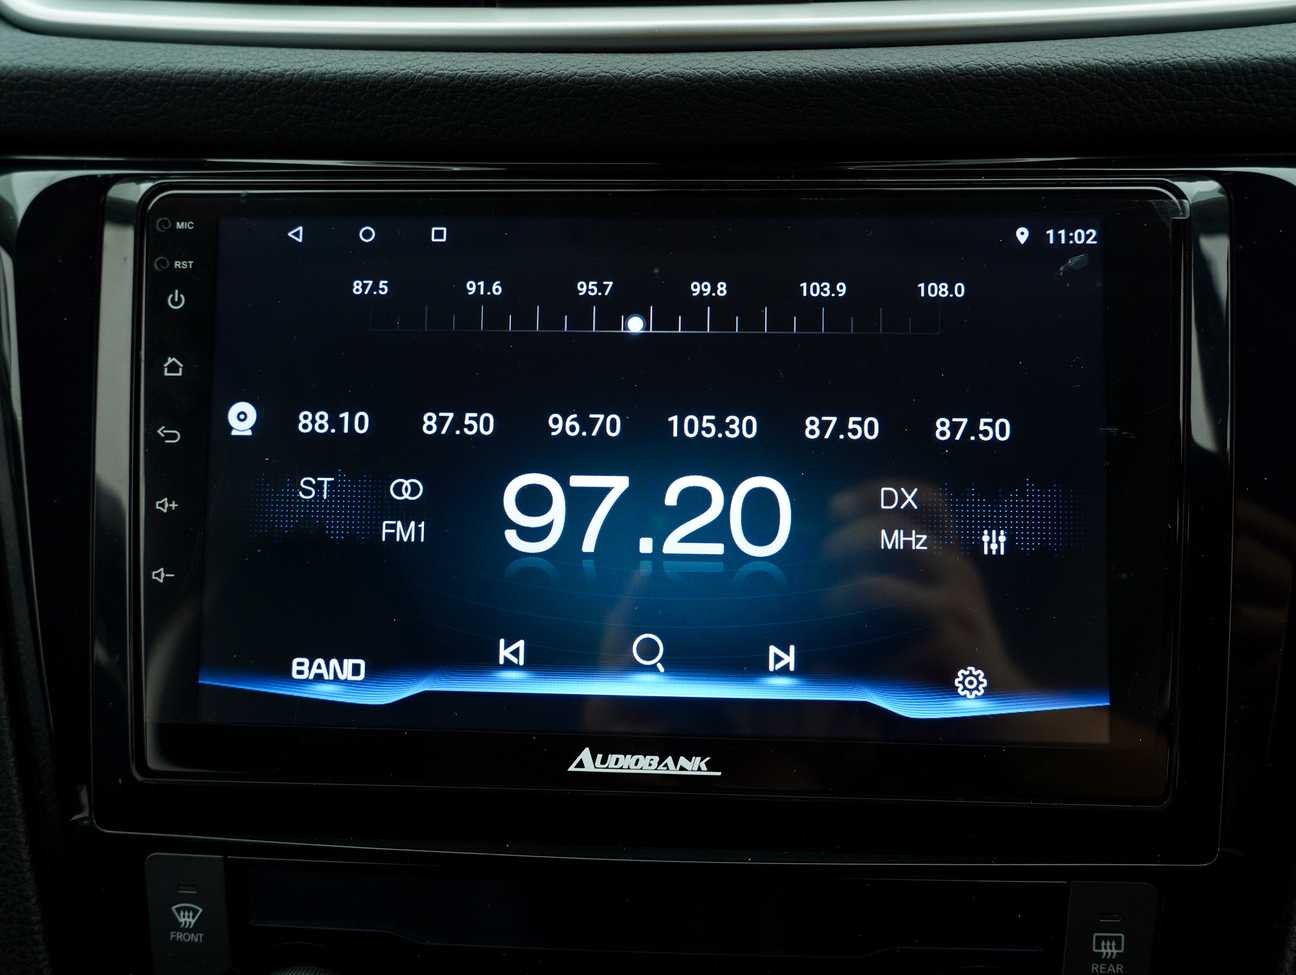 MIC
11:02
RST
87.5 91.6 95.7 99.8 103.9 108.0
88.10 87.50 96.70 105.30 87.50 87.50
ST 97.20 DX
FM1 MHz
BAND
AUDIOBANK
FRONT
REAR